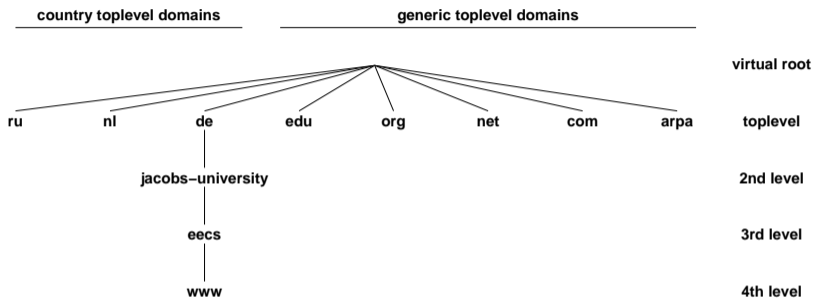 country toplevel domains generic toplevel domains
virtual root
ru nl de edu org net com arpa toplevel
jacobs−university 2nd level
eecs 3rd level
www 4th level